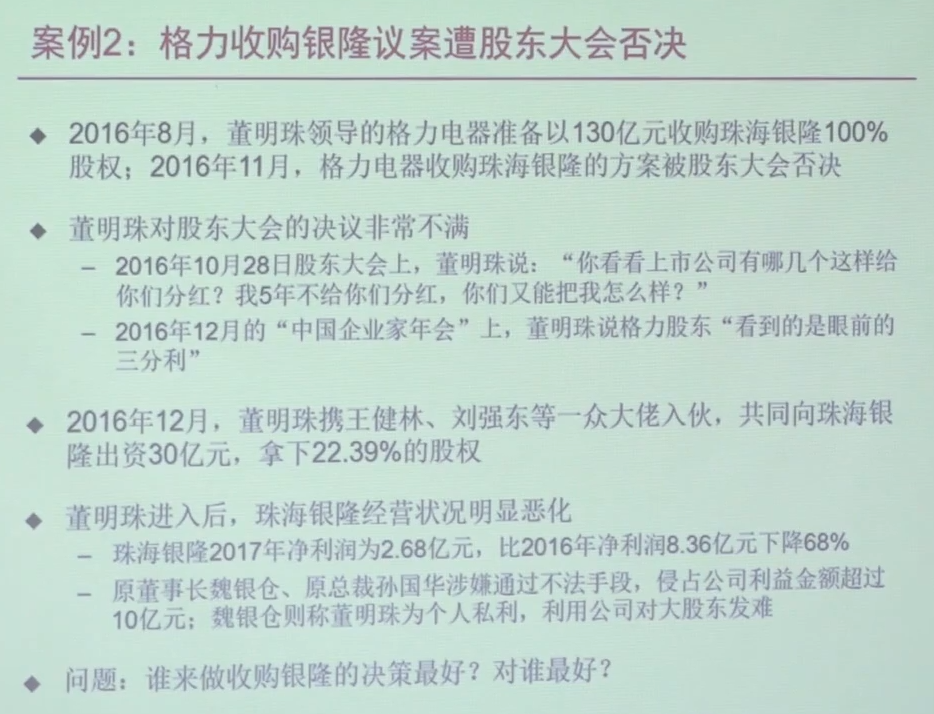 案例2：格力收购银隆议案遭股东大会否决
◆ 2016年8月，董明珠领导的格力电器准备以130亿元收购珠海银隆100%
股权；2016年11月，格力电器收购珠海银隆的方案被股东大会否决
◆ 董明珠对股东大会的决议非常不满
– 2016年10月28日股东大会上，董明珠说：“你看看上市公司有哪几个这样给
你们分红？我5年不给你们分红，你们又能把我怎么样？”
– 2016年12月的“中国企业家年会”上，董明珠说格力股东“看到的是眼前的
三分利”
◆ 2016年12月，董明珠携王健林、刘强东等一众大佬入伙，共同向珠海银
隆出资30亿元，拿下22.39%的股权
◆ 董明珠进入后，珠海银隆经营状况明显恶化
– 珠海银隆2017年净利润为2.68亿元，比2016年净利润8.36亿元下降68%
– 原董事长魏银仓、原总裁孙国华涉嫌通过不法手段，侵占公司利益金额超过
10亿元；魏银仓则称董明珠为个人私利，利用公司对大股东发难
◆ 问题：谁来做收购银隆的决策最好？对谁最好？